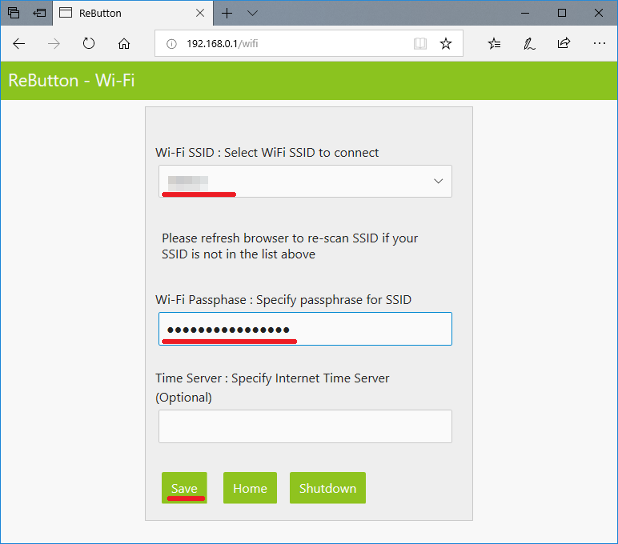 ReButton
192.168.0.1/wifi
ReButton - Wi-Fi
Wi-Fi SSID : Select WiFi SSID to connect
Please refresh browser to re-scan SSID if your
SSID is not in the list above
Wi-Fi Passphase : Specify passphrase for SSID
••••••••••••••••
Time Server : Specify Internet Time Server
(Optional)
Save Home Shutdown